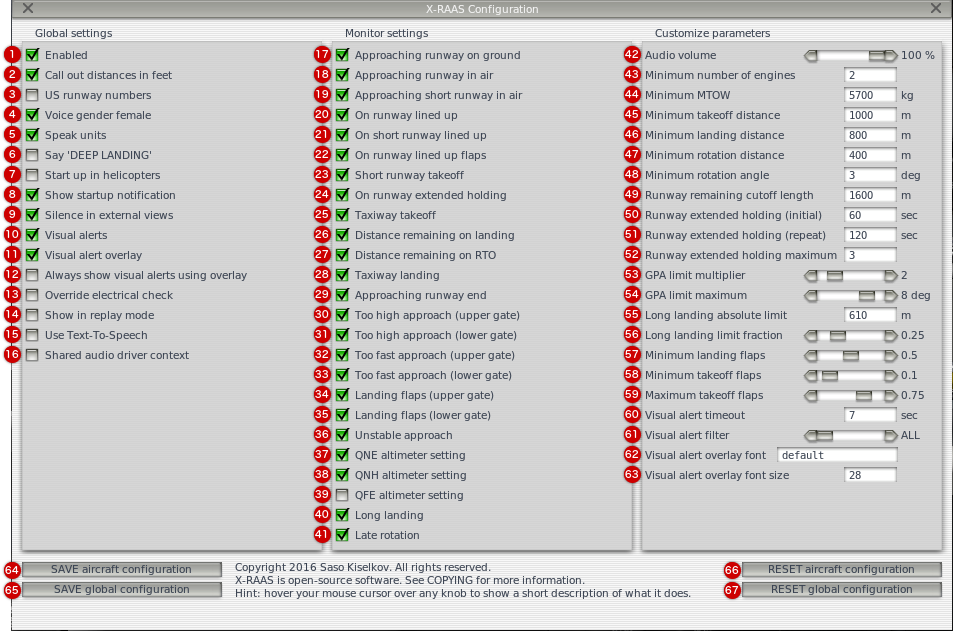 X-RAAS Configuration
Global settings
1 Enabled
2 Call out distances in feet
3 US runway numbers
4 Voice gender female
5 Speak units
6 Say 'DEEP LANDING'
7 Start up in helicopters
8 Show startup notification
9 Silence in external views
10 Visual alerts
11 Visual alert overlay
12 Always show visual alerts using overlay
13 Override electrical check
14 Show in replay mode
15 Use Text-To-Speech
16 Shared audio driver context
Monitor settings
17 Approaching runway on ground
18 Approaching runway in air
19 Approaching short runway in air
20 On runway lined up
21 On short runway lined up
22 On runway lined up flaps
23 Short runway takeoff
24 On runway extended holding
25 Taxiway takeoff
26 Distance remaining on landing
27 Distance remaining on RTO
28 Taxiway landing
29 Approaching runway end
30 Too high approach (upper gate)
31 Too high approach (lower gate)
32 Too fast approach (upper gate)
33 Too fast approach (lower gate)
34 Landing flaps (upper gate)
35 Landing flaps (lower gate)
36 Unstable approach
37 QNE altimeter setting
38 QNH altimeter setting
39 QFE altimeter setting
40 Long landing
41 Late rotation
Customize parameters
42 Audio volume 100 %
43 Minimum number of engines 2
44 Minimum MTOW 5700 kg
45 Minimum takeoff distance 1000 m
46 Minimum landing distance 800 m
47 Minimum rotation distance 400 m
48 Minimum rotation angle 3 deg
49 Runway remaining cutoff length 1600 m
50 Runway extended holding (initial) 60 sec
51 Runway extended holding (repeat) 120 sec
52 Runway extended holding maximum 3
53 GPA limit multiplier 2
54 GPA limit maximum 8 deg
55 Long landing absolute limit 610 m
56 Long landing limit fraction 0.25
57 Minimum landing flaps 0.5
58 Minimum takeoff flaps 0.1
59 Maximum takeoff flaps 0.75
60 Visual alert timeout 7 sec
61 Visual alert filter ALL
62 Visual alert overlay font default
63 Visual alert overlay font size 28
64 SAVE aircraft configuration
65 SAVE global configuration
Copyright 2016 Saso Kiselkov. All rights reserved.
X-RAAS is open-source software. See COPYING for more information.
Hint: hover your mouse cursor over any knob to show a short description of what it does.
66 RESET aircraft configuration
67 RESET global configuration